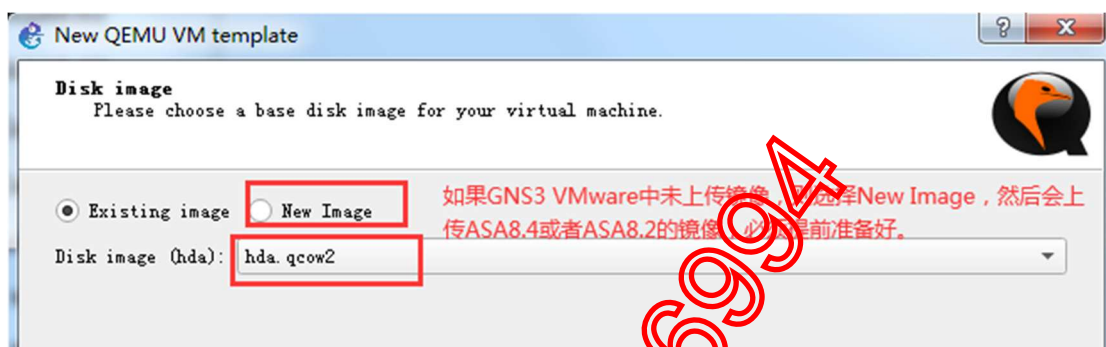 New QEMU VM template
Disk image
Please choose a base disk image for your virtual machine.
Existing image
New Image
如果GNS3 VMware中未上传镜像，选择New Image，然后会上
传ASA8.4或者ASA8.2的镜像，必提前准备好。
Disk image (hda):
hda.qcow2
6994